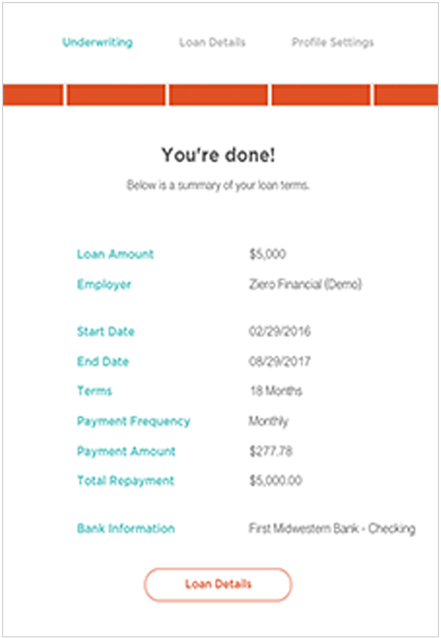 Underwriting Loan Details Profile Settings
You're done!
Below is a summary of your loan terms.
Loan Amount $5,000
Employer Ziero Financial (Demo)
Start Date 02/29/2016
End Date 08/29/2017
Terms 18 Months
Payment Frequency Monthly
Payment Amount $277.78
Total Repayment $5,000.00
Bank Information First Midwestern Bank - Checking
Loan Details